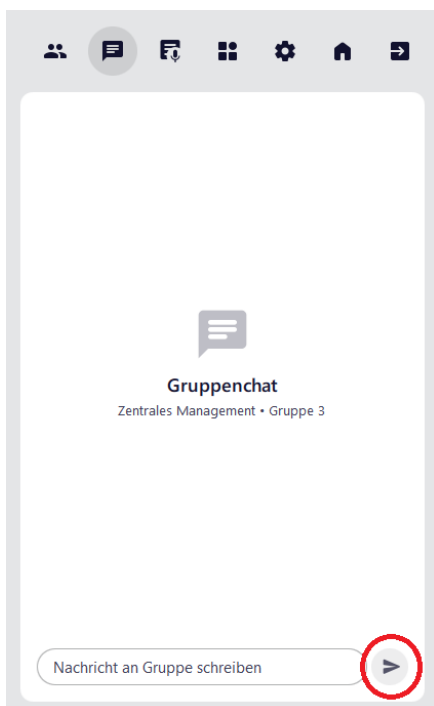 Gruppenchat
Zentrales Management • Gruppe 3
Nachricht an Gruppe schreiben